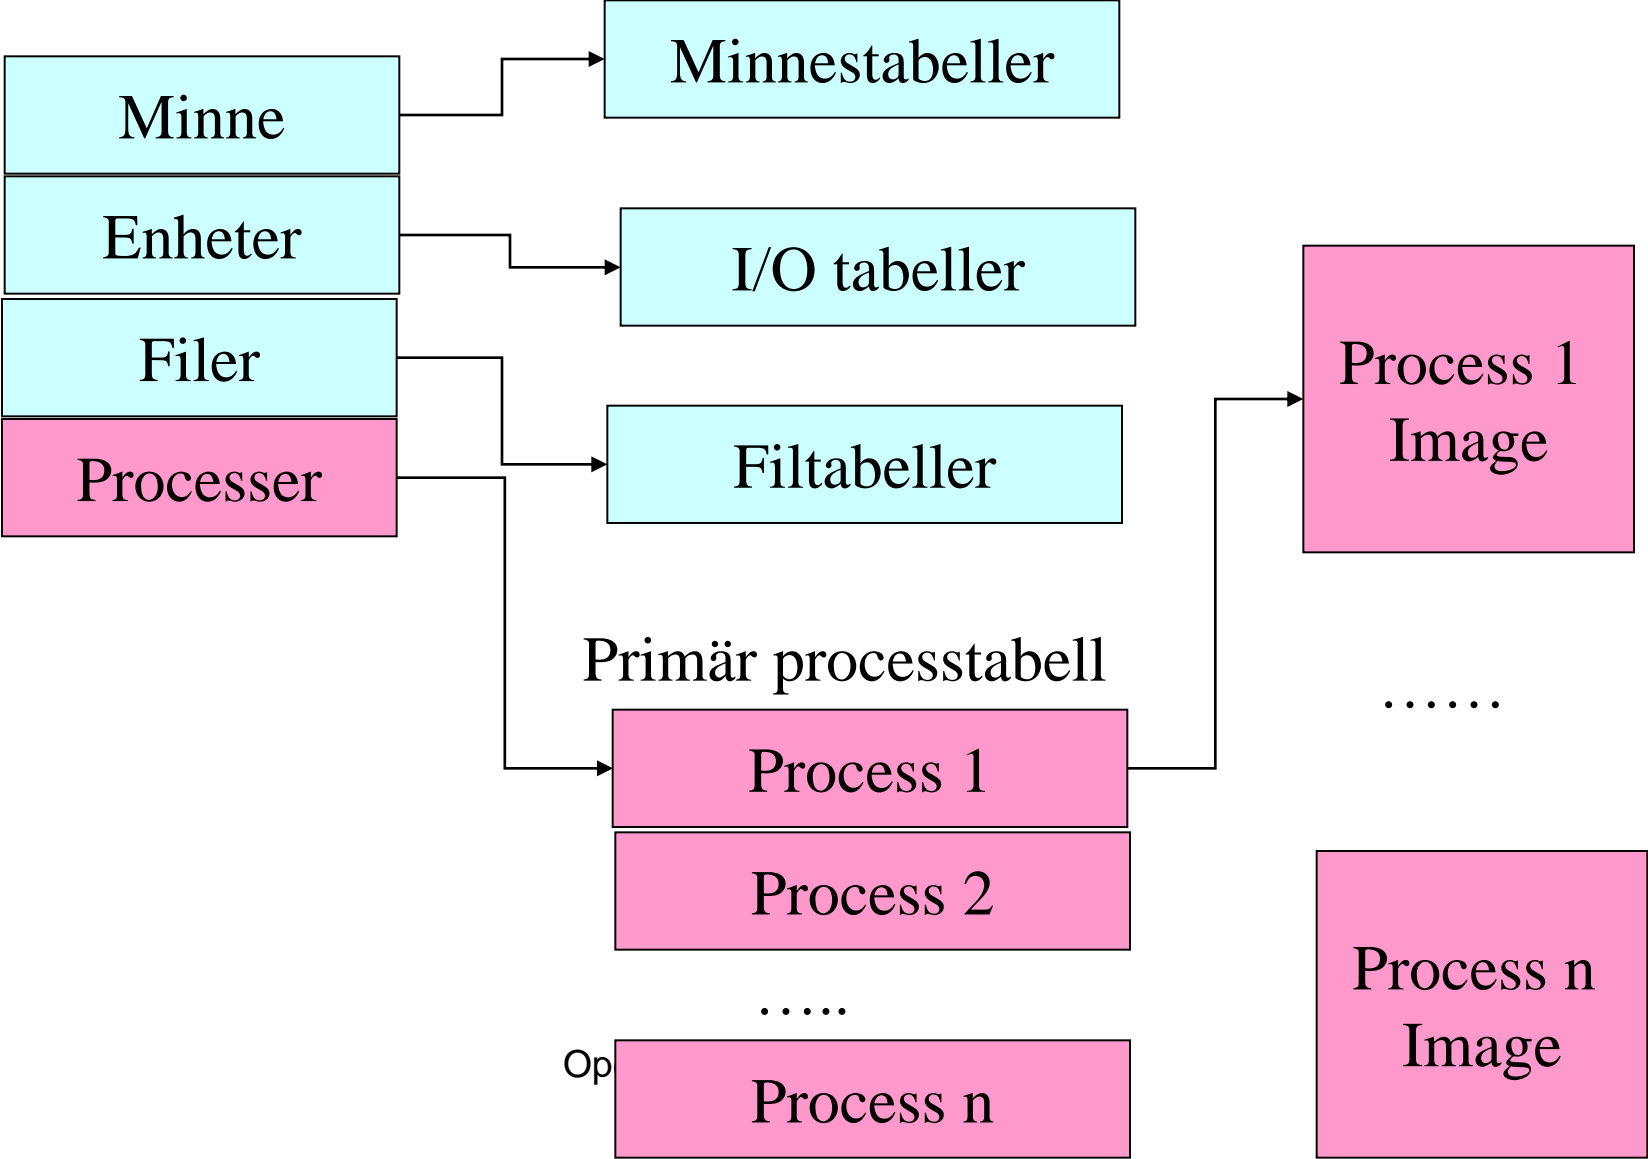 Minnestabeller
Minne
Enheter
I/O tabeller
Filer
Filtabeller
Processer
Process 1
Image
Primär processtabell
……
Process 1
Process 2
…..
Op
Process n
Process n
Image